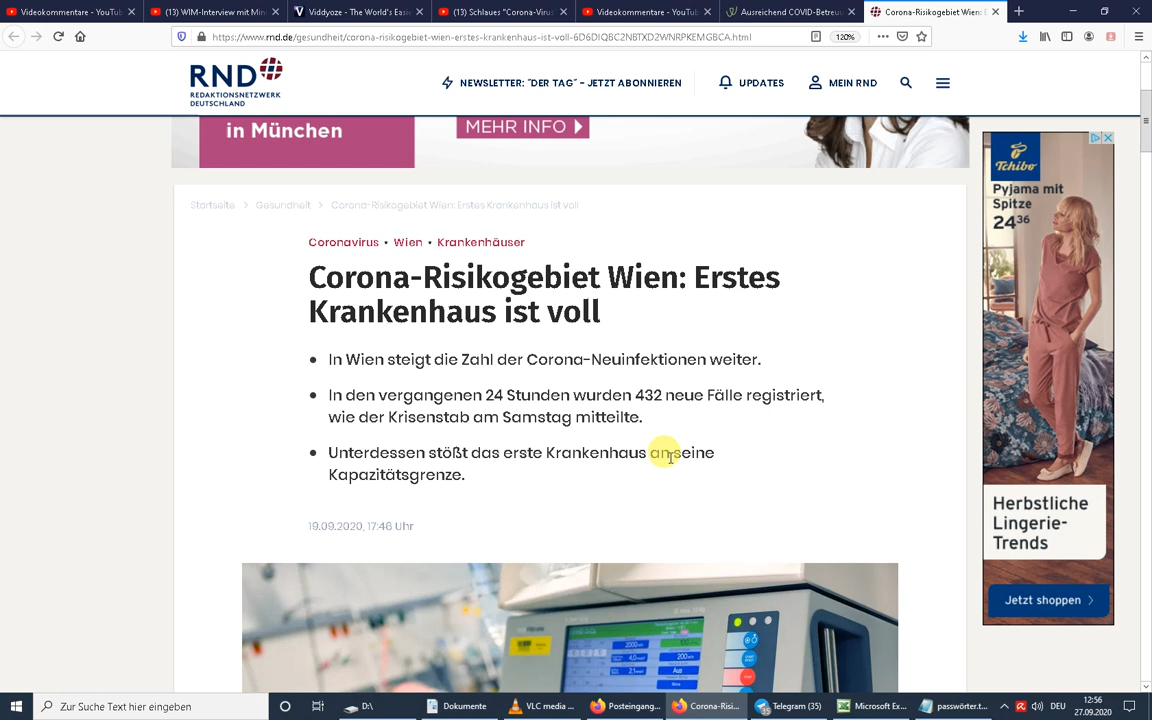 Videokommentare - YouTub
(13) WIM-Interview mit Min
Viddyoze - The World's Easie
(13) Schlaues "Corona-Virus
Videokommentare - YouTub
Ausreichend COVID-Betreuu
Corona-Risikogebiet Wien: E
https://www.rnd.de/gesundheit/corona-risikogebiet-wien-erstes-krankenhaus-ist-voll-6D6DIQBC2NBTXD2WNRPKEMGBCA.html
120%
RND
REDAKTIONSNETZWERK
DEUTSCHLAND
NEWSLETTER: "DER TAG" - JETZT ABONNIEREN
UPDATES
MEIN RND
in München
MEHR INFO
Startseite > Gesundheit > Corona-Risikogebiet Wien: Erstes Krankenhaus ist voll
Coronavirus • Wien • Krankenhäuser
Corona-Risikogebiet Wien: Erstes
Krankenhaus ist voll
In Wien steigt die Zahl der Corona-Neuinfektionen weiter.
In den vergangenen 24 Stunden wurden 432 neue Fälle registriert,
wie der Krisenstab am Samstag mitteilte.
Unterdessen stößt das erste Krankenhaus an seine
Kapazitätsgrenze.
19.09.2020, 17:46 Uhr
Tchibo
Pyjama mit
Spitze
24 36
Herbstliche
Lingerie-
Trends
Jetzt shoppen >
Zur Suche Text hier eingeben
D:\
Dokumente
VLC media ...
Posteingang...
Corona-Risi...
Telegram (35)
Microsoft Ex...
passwörter.t...
DEU
12:56
27.09.2020